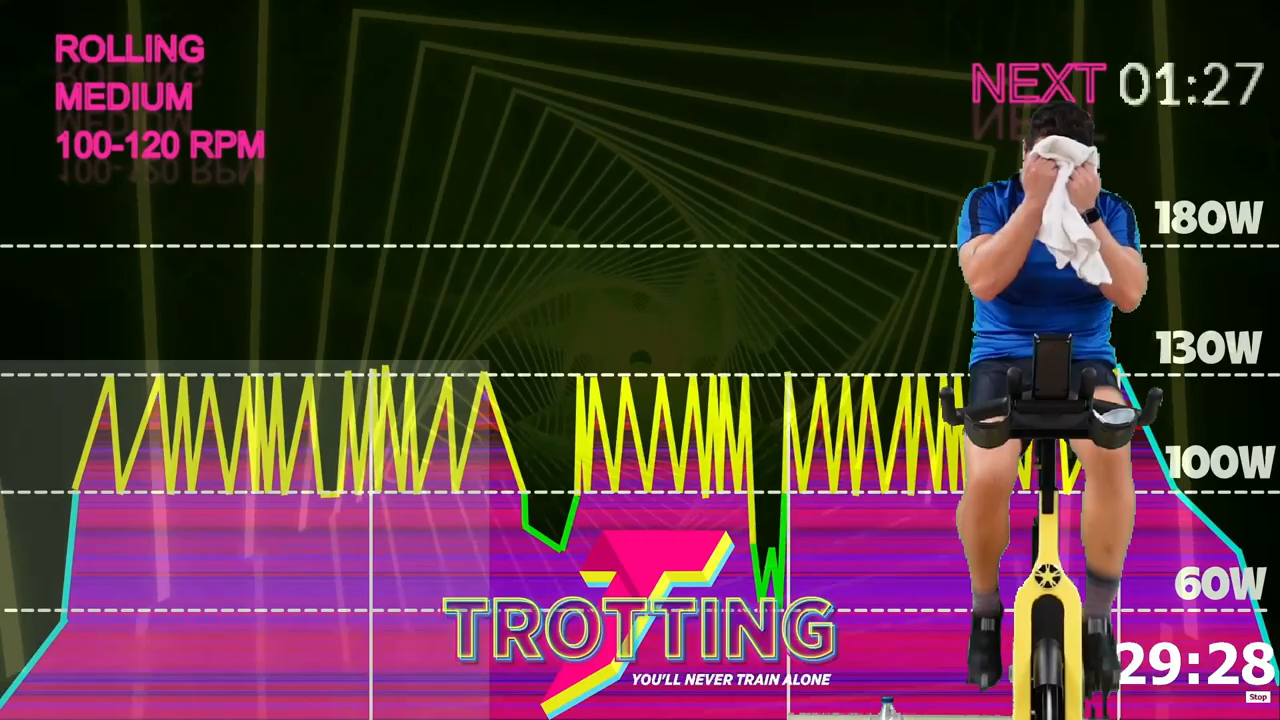 ROLLING
MEDIUM
100-120 RPM
NEXT 01:27
180W
130W
100W
60W
TROTTING
YOU'LL NEVER TRAIN ALONE
29:28
Stop